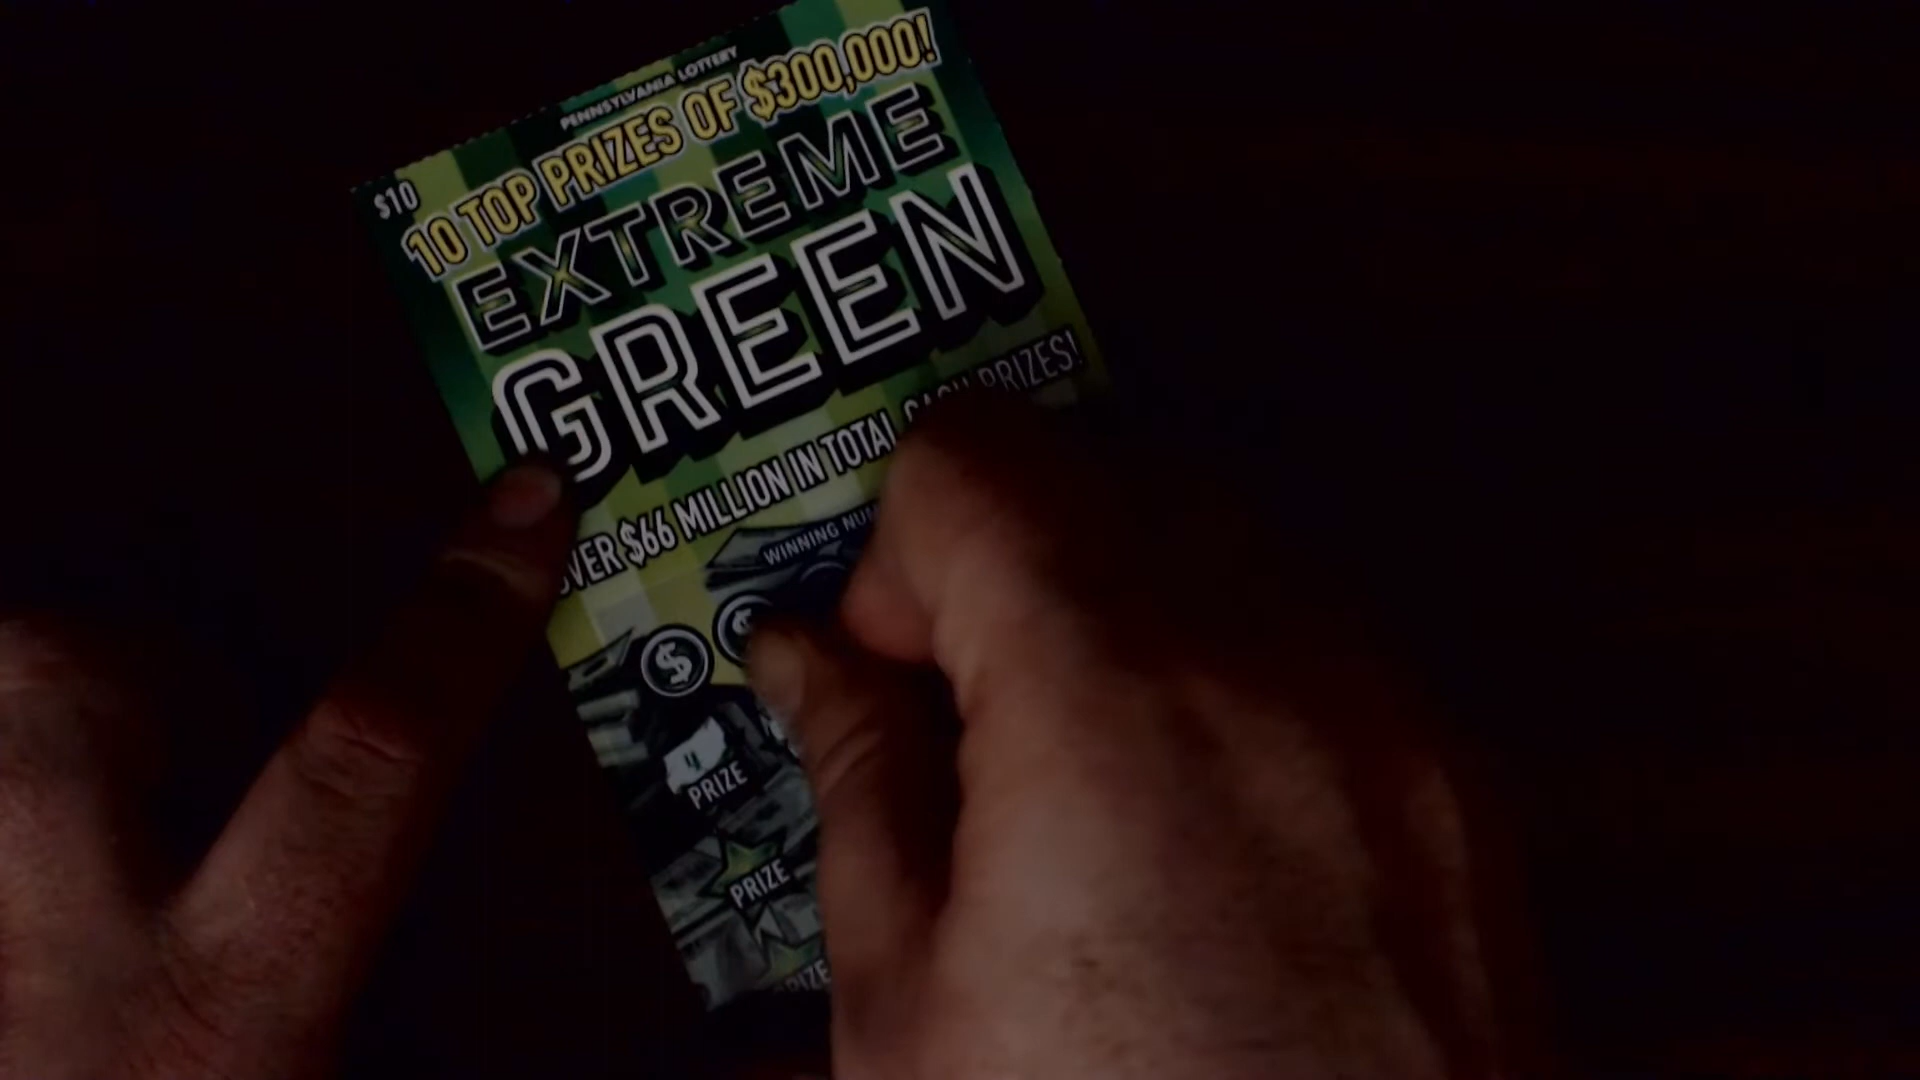 PENNSYLVANIA LOTTERY
$10
10 TOP PRIZES OF $300,000!
EXTREME
GREEN
OVER $66 MILLION IN TOTAL CASH PRIZES!
WINNING
$ $
4
PRIZE
PRIZE